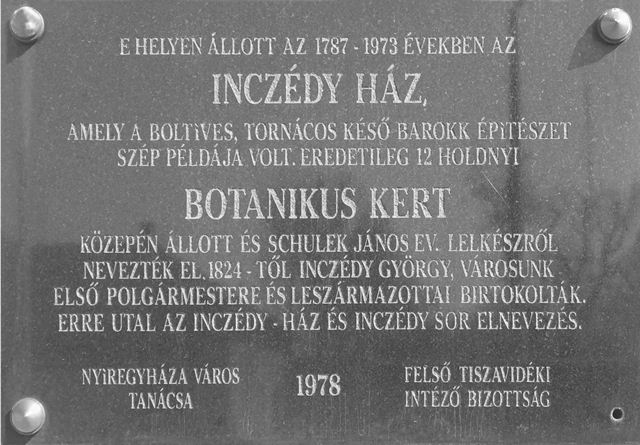 E HELYEN ÁLLOTT AZ 1787 - 1973 ÉVEKBEN AZ
INCZÉDY HÁZ,
AMELY A BOLTIVES, TORNÁCOS KÉSŐ BAROKK ÉPITÉSZET
SZÉP PÉLDÁJA VOLT. EREDETILEG 12 HOLDNYI
BOTANIKUS KERT
KÖZEPÉN ÁLLOTT ÉS SCHULEK JÁNOS EV. LELKÉSZRŐL
NEVEZTÉK EL. 1824 - TŐL INCZÉDY GYÖRGY, VÁROSUNK
ELSŐ POLGÁRMESTERE ÉS LESZÁRMAZOTTAI BIRTOKOLTÁK.
ERRE UTAL AZ INCZÉDY - HÁZ ÉS INCZÉDY SOR ELNEVEZÉS.
NYIREGYHÁZA VÁROS
TANÁCSA
1978
FELSŐ TISZAVIDÉKI
INTÉZŐ BIZOTTSÁG